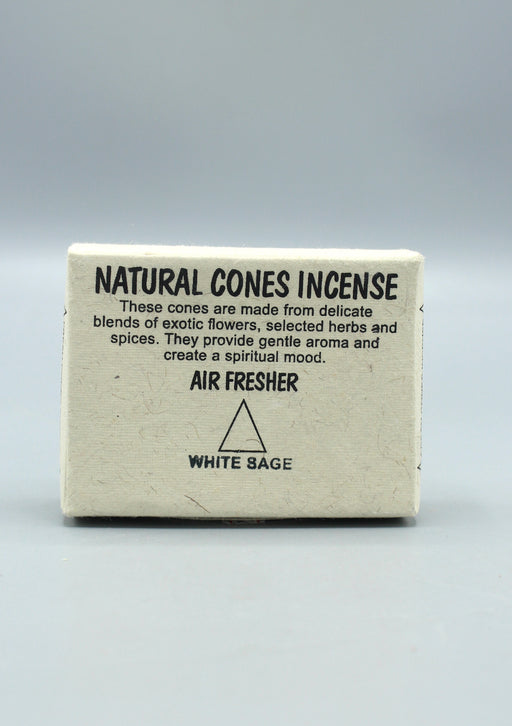 NATURAL CONES INCENSE
These cones are made from delicate
blends of exotic flowers, selected herbs and
spices. They provide gentle aroma and
create a spiritual mood.
AIR FRESHER
WHITE SAGE